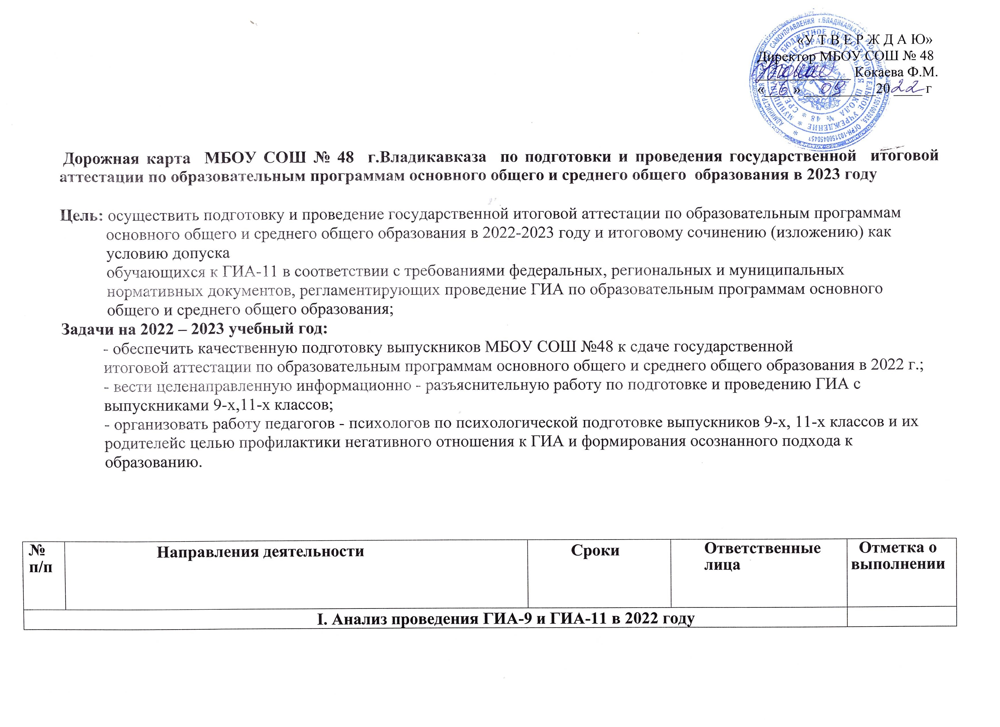 «У Т В Е Р Ж Д А Ю»
Директор МБОУ СОШ № 48
Кокаева Ф.М.
«16» 09 2022 г
Дорожная карта МБОУ СОШ № 48 г.Владикавказа по подготовки и проведения государственной итоговой
аттестации по образовательным программам основного общего и среднего общего образования в 2023 году
Цель: осуществить подготовку и проведение государственной итоговой аттестации по образовательным программам
основного общего и среднего общего образования в 2022-2023 году и итоговому сочинению (изложению) как
условию допуска
обучающихся к ГИА-11 в соответствии с требованиями федеральных, региональных и муниципальных
нормативных документов, регламентирующих проведение ГИА по образовательным программам основного
общего и среднего общего образования;
Задачи на 2022 – 2023 учебный год:
- обеспечить качественную подготовку выпускников МБОУ СОШ №48 к сдаче государственной
итоговой аттестации по образовательным программам основного общего и среднего общего образования в 2022 г.;
- вести целенаправленную информационно - разъяснительную работу по подготовке и проведению ГИА с
выпускниками 9-х,11-х классов;
- организовать работу педагогов - психологов по психологической подготовке выпускников 9-х, 11-х классов и их
родителейс целью профилактики негативного отношения к ГИА и формирования осознанного подхода к
образованию.
№ п/п
Направления деятельности
Сроки
Ответственные лица
Отметка о выполнении
I. Анализ проведения ГИА-9 и ГИА-11 в 2022 году